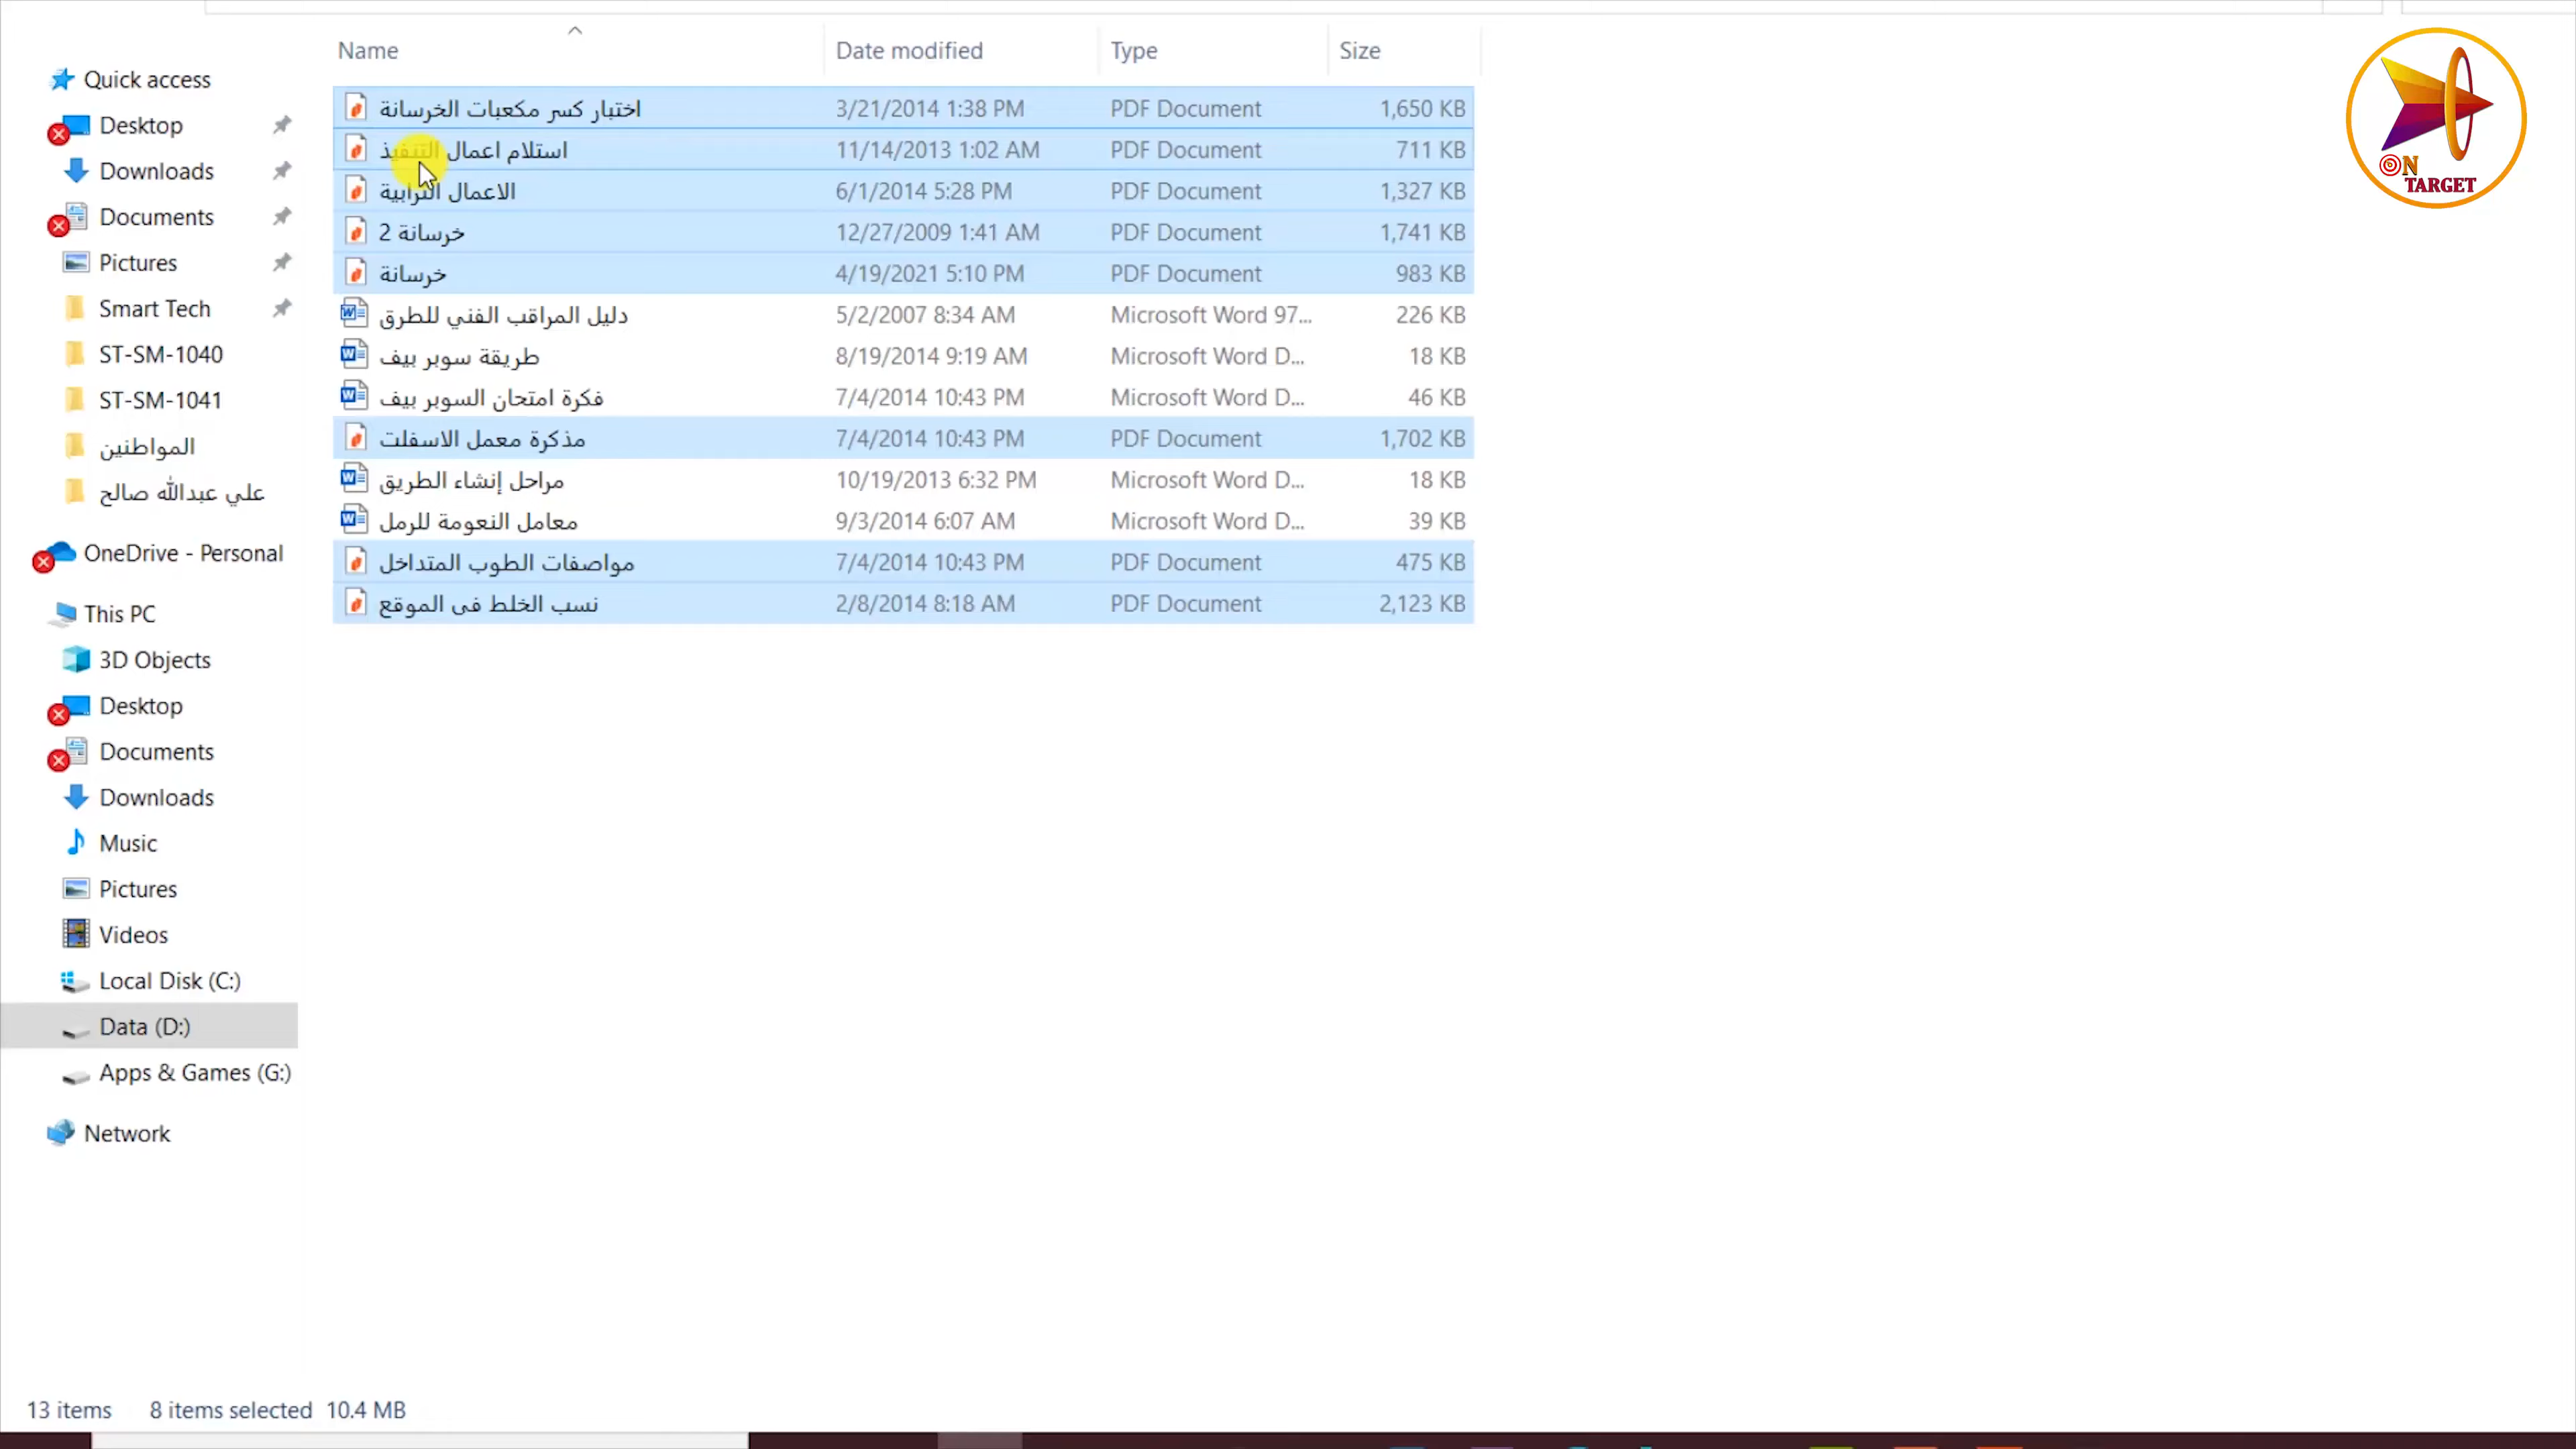 Name Date modified Type Size
Quick access
Desktop
Downloads
Documents
Pictures
Smart Tech
ST-SM-1040
ST-SM-1041
المواطنين
علي عبدالله صالح
OneDrive - Personal
This PC
3D Objects
Desktop
Documents
Downloads
Music
Pictures
Videos
Local Disk (C:)
Data (D:)
Apps & Games (G:)
Network
اختبار كسر مكعبات الخرسانة 3/21/2014 1:38 PM PDF Document 1,650 KB
استلام اعمال التنفيذ 11/14/2013 1:02 AM PDF Document 711 KB
الاعمال الترابية 6/1/2014 5:28 PM PDF Document 1,327 KB
خرسانة 2 12/27/2009 1:41 AM PDF Document 1,741 KB
خرسانة 4/19/2021 5:10 PM PDF Document 983 KB
دليل المراقب الفني للطرق 5/2/2007 8:34 AM Microsoft Word 97... 226 KB
طريقة سوبر بيف 8/19/2014 9:19 AM Microsoft Word D... 18 KB
فكرة امتحان السوبر بيف 7/4/2014 10:43 PM Microsoft Word D... 46 KB
مذكرة معمل الاسفلت 7/4/2014 10:43 PM PDF Document 1,702 KB
مراحل إنشاء الطريق 10/19/2013 6:32 PM Microsoft Word D... 18 KB
معامل النعومة للرمل 9/3/2014 6:07 AM Microsoft Word D... 39 KB
مواصفات الطوب المتداخل 7/4/2014 10:43 PM PDF Document 475 KB
نسب الخلط فى الموقع 2/8/2014 8:18 AM PDF Document 2,123 KB
ON
TARGET
13 items 8 items selected 10.4 MB